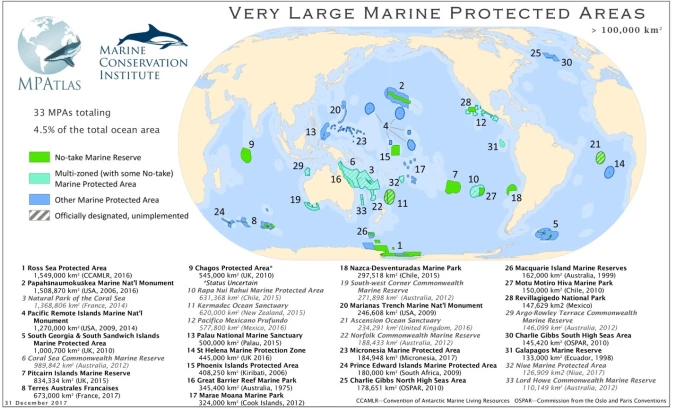 VERY LARGE MARINE PROTECTED AREAS
> 100,000 km²
MPATLAS
MARINE
CONSERVATION
INSTITUTE
33 MPAs totaling
4.5% of the total ocean area
No-take Marine Reserve
Multi-zoned (with some No-take)
Marine Protected Area
Other Marine Protected Area
Officially designated, unimplemented
25
30
2
28
12
20
13
23
4
9
15
31
21
14
29
6
3
17
16
32
7
10
27
18
22
11
33
24
8
26
5
1
1 Ross Sea Protected Area
1,549,000 km² (CCAMLR, 2016)
2 Papahānaumokuākea Marine Nat'l Monument
1,508,870 km² (USA, 2006, 2016)
3 Natural Park of the Coral Sea
1,368,806 km² (France, 2014)
4 Pacific Remote Islands Marine Nat'l
Monument
1,270,000 km² (USA, 2009, 2014)
5 South Georgia & South Sandwich Islands
Marine Protected Area
1,000,700 km² (UK, 2010)
6 Coral Sea Commonwealth Marine Reserve
989,842 km² (Australia, 2012)
7 Pitcairn Islands Marine Reserve
834,334 km² (UK, 2015)
8 Terres Australes Francaises
673,000 km² (France, 2017)
31 December 2017
9 Chagos Protected Area*
545,000 km² (UK, 2010)
*Status Uncertain
10 Rapa Nui Rahui Marine Protected Area
631,368 km² (Chile, 2015)
11 Kermadec Ocean Sanctuary
620,000 km² (New Zealand, 2015)
12 Pacifico Mexicano Profundo
577,800 km² (Mexico, 2016)
13 Palau National Marine Sanctuary
500,000 km² (Palau, 2015)
14 St Helena Marine Protection Zone
445,000 km² (UK 2016)
15 Phoenix Islands Protected Area
408,250 km² (Kiribati, 2006)
16 Great Barrier Reef Marine Park
345,400 km² (Australia, 1975)
17 Marae Moana Marine Park
324,000 km² (Cook Islands, 2012)
18 Nazca-Desventuradas Marine Park
297,518 km² (Chile, 2015)
19 South-west Corner Commonwealth
Marine Reserve
271,898 km² (Australia, 2012)
20 Marianas Trench Marine Nat'l Monument
246,608 km² (USA, 2009)
21 Ascension Ocean Sanctuary
234,291 km² (United Kingdom, 2016)
22 Norfolk Commonwealth Marine Reserve
188,433 km² (Australia, 2012)
23 Micronesia Marine Protected Area
184,948 km² (Micronesia, 2017)
24 Prince Edward Islands Marine Protected Area
180,000 km² (South Africa, 2009)
25 Charlie Gibbs North High Seas Area
178,651 km² (OSPAR, 2010)
26 Macquarie Island Marine Reserves
162,000 km² (Australia, 1999)
27 Motu Motiro Hiva Marine Park
150,000 km² (Chile, 2010)
28 Revillagigedo National Park
147,629 km2 (Mexico)
29 Argo-Rowley Terrace Commonwealth
Marine Reserve
146,099 km² (Australia, 2012)
30 Charlie Gibbs South High Seas Area
145,420 km² (OSPAR, 2010)
31 Galapagos Marine Reserve
133,000 km² (Ecuador, 1998)
32 Niue Marine Protected Area
126,909 km2 (Niue, 2017)
33 Lord Howe Commonwealth Marine Reserve
110,149 km² (Australia, 2012)
CCAMLR—Convention of Antarctic Marine Living Resources OSPAR—Commission from the Oslo and Paris Conventions